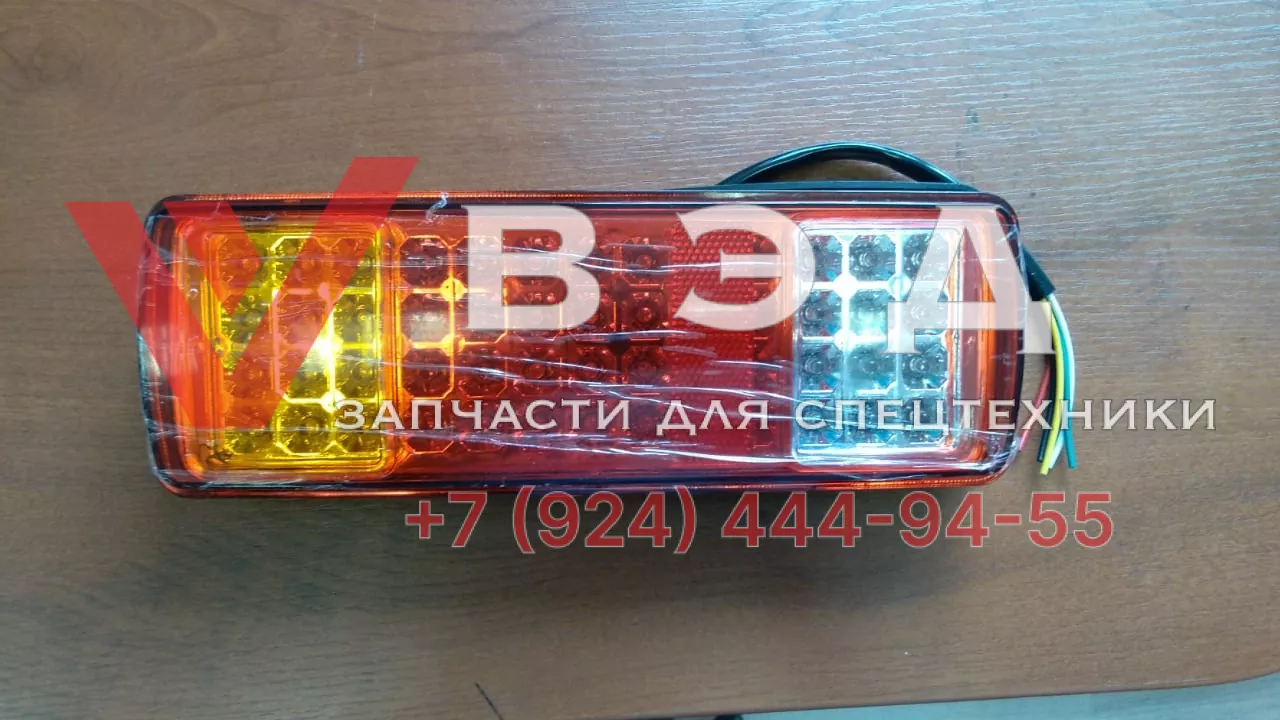 ВЭД
ЗАПЧАСТИ ДЛЯ СПЕЦТЕХНИКИ
+7 (924) 444-94-55